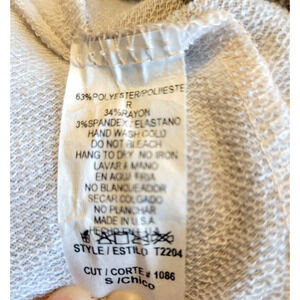 63%POLYESTER/POLIESTE
R
34%RAYON
3%SPANDEX/ELASTANO
HAND WASH COLD
DO NOT BLEACH
HANG TO DRY NO IRON
LAVAR A MANO
EN AGUA FRIA
NO BLANQUEADOR
SECAR COLGADO
NO PLANCHAR
MADE IN U.S.A
HECHO EN U.S.A
STYLE / ESTILO T2204
CUT / CORTE # 1086
S /Chico